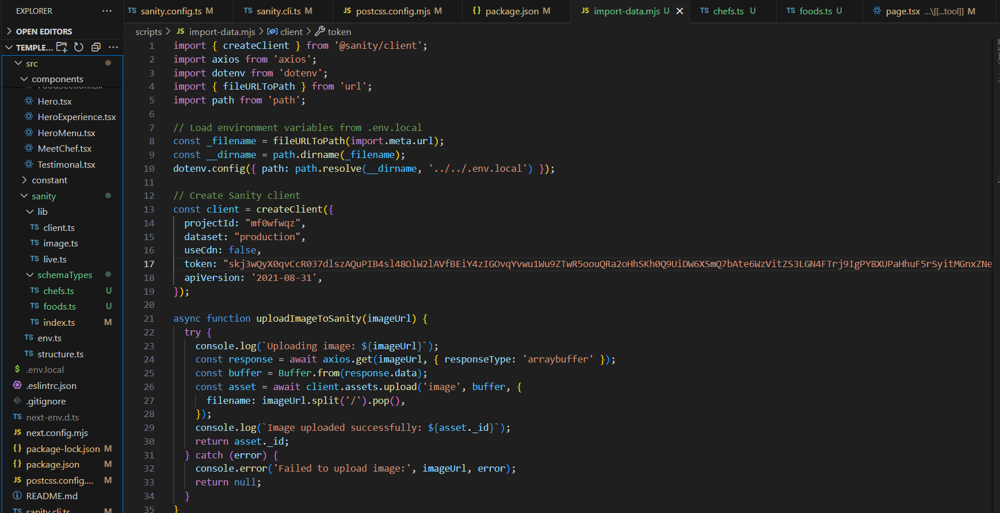 EXPLORER
OPEN EDITORS
TEMPLE...
src
components
Hero.tsx
HeroExperience.tsx
HeroMenu.tsx
MeetChef.tsx
Testimonal.tsx
constant
sanity
lib
TS client.ts
TS image.ts
TS live.ts
schemaTypes
TS chefs.ts U
TS foods.ts U
TS index.ts M
TS env.ts
TS structure.ts
$ .env.local
.eslintrc.json
.gitignore
TS next-env.d.ts
JS next.config.mjs
{} package-lock.json M
{} package.json M
JS postcss.config.... M
README.md
TS sanity.cli.ts M
TS sanity.config.ts M
TS sanity.cli.ts M
JS postcss.config.mjs M
{} package.json M
JS import-data.mjs U
TS chefs.ts U
TS foods.ts U
page.tsx ...\[[...tool]] M
scripts > JS import-data.mjs > client > token
1 import { createClient } from '@sanity/client';
2 import axios from 'axios';
3 import dotenv from 'dotenv';
4 import { fileURLToPath } from 'url';
5 import path from 'path';
6
7 // Load environment variables from .env.local
8 const _filename = fileURLToPath(import.meta.url);
9 const __dirname = path.dirname(_filename);
10 dotenv.config({ path: path.resolve(__dirname, '../../.env.local') });
11
12 // Create Sanity client
13 const client = createClient({
14 projectId: "mf0wfwqz",
15 dataset: "production",
16 useCdn: false,
17 token: "
18 apiVersion: '2021-08-31',
19 });
20
21 async function uploadImageToSanity(imageUrl) {
22 try {
23 console.log(`Uploading image: ${imageUrl}`);
24 const response = await axios.get(imageUrl, { responseType: 'arraybuffer' });
25 const buffer = Buffer.from(response.data);
26 const asset = await client.assets.upload('image', buffer, {
27 filename: imageUrl.split('/').pop(),
28 });
29 console.log(`Image uploaded successfully: ${asset._id}`);
30 return asset._id;
31 } catch (error) {
32 console.error('Failed to upload image:', imageUrl, error);
33 return null;
34 }
35 }